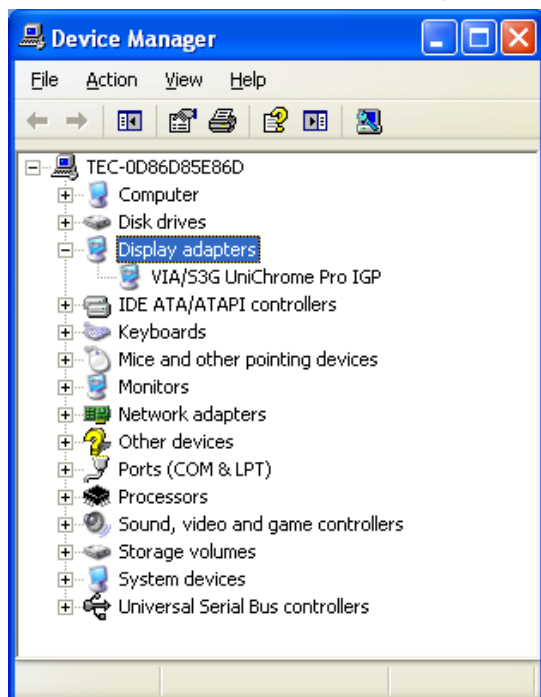 Device Manager
File Action View Help
TEC-0D86D85E86D
Computer
Disk drives
Display adapters
VIA/S3G UniChrome Pro IGP
IDE ATA/ATAPI controllers
Keyboards
Mice and other pointing devices
Monitors
Network adapters
Other devices
Ports (COM & LPT)
Processors
Sound, video and game controllers
Storage volumes
System devices
Universal Serial Bus controllers